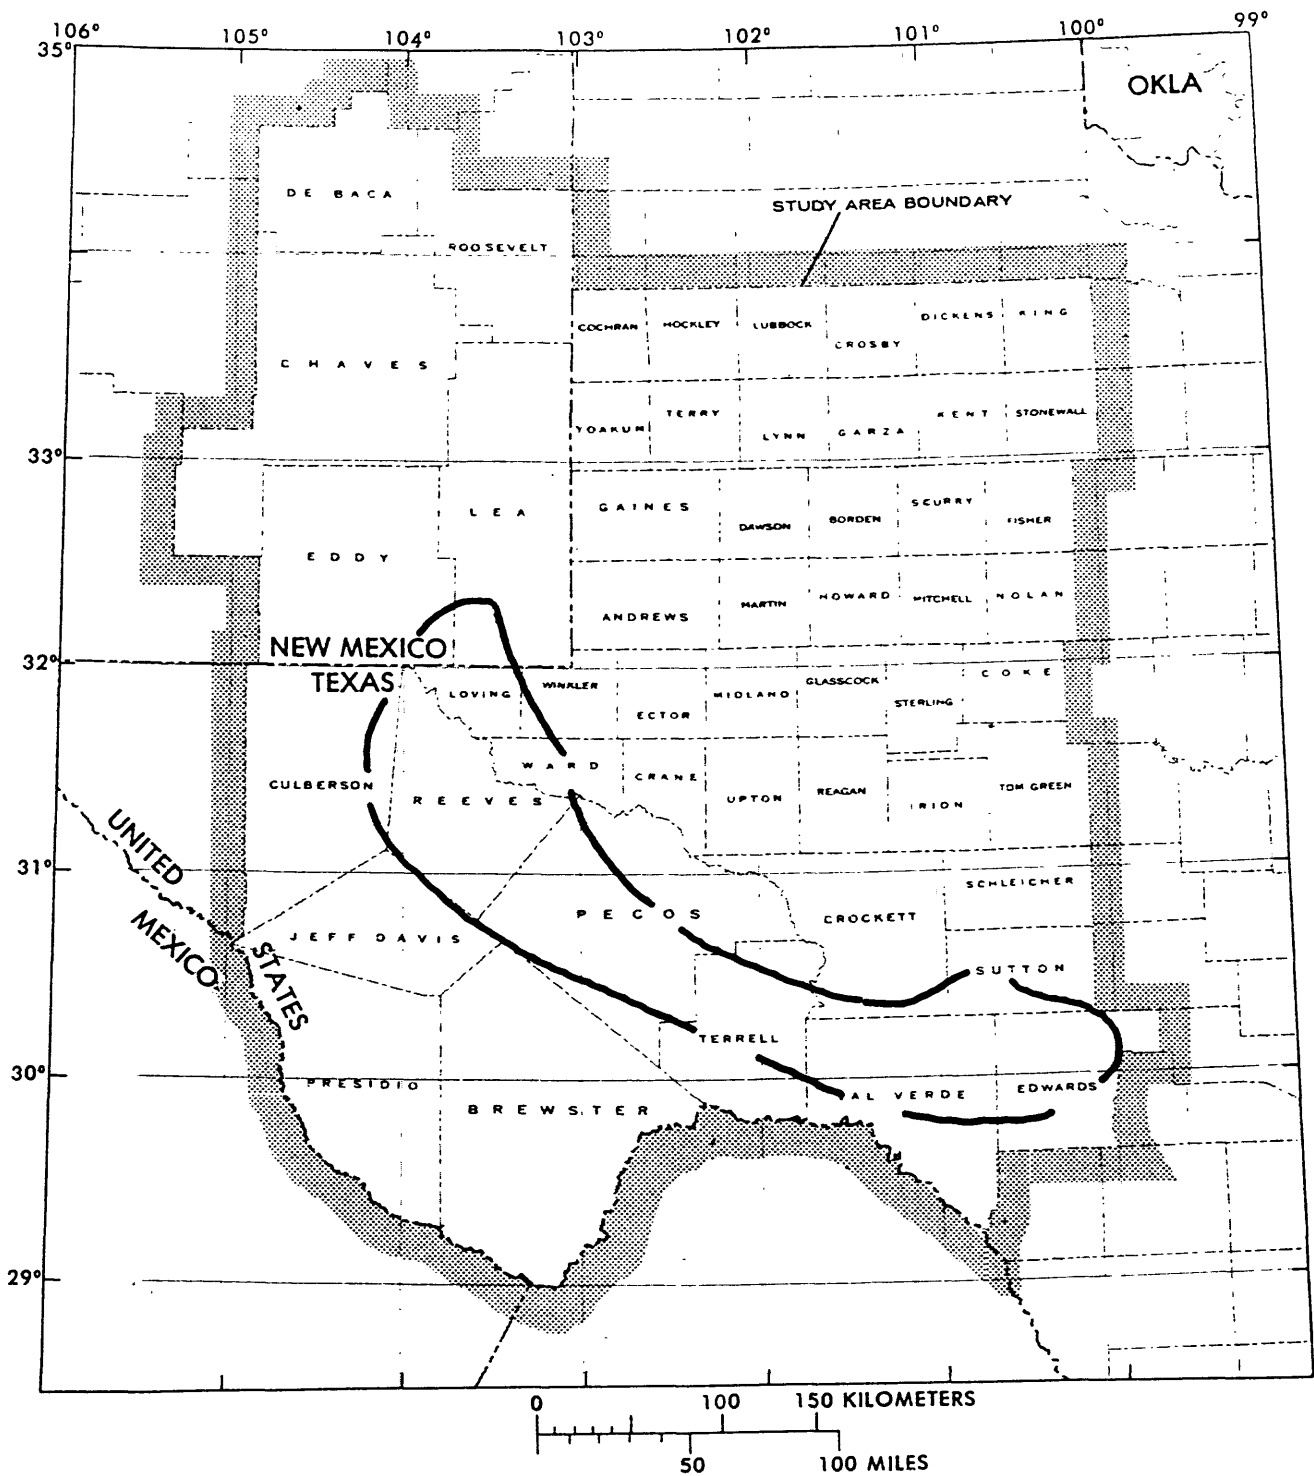 106° 105° 104° 103° 102° 101° 100° 99°
35°
OKLA
DE BACA
STUDY AREA BOUNDARY
ROOSEVELT
COCHRAN HOCKLEY LUBBOCK CROSBY DICKENS KING
CHAVES
YOAKUM TERRY LYNN GARZA KENT STONEWALL
33°
LEA GAINES DAWSON BORDEN SCURRY FISHER
EDDY
ANDREWS MARTIN HOWARD MITCHELL NOLAN
NEW MEXICO
32°
TEXAS
LOVING WINKLER ECTOR MIDLAND GLASSCOCK STERLING COKE
WARD CRANE
CULBERSON REEVES UPTON REAGAN IRION TOM GREEN
UNITED
STATES
MEXICO
31°
SCHLEICHER
PECOS CROCKETT
JEFF DAVIS
SUTTON
TERRELL
30°
PRESIDIO BREWSTER AL VERDE EDWARDS
29°
0 100 150 KILOMETERS
50 100 MILES